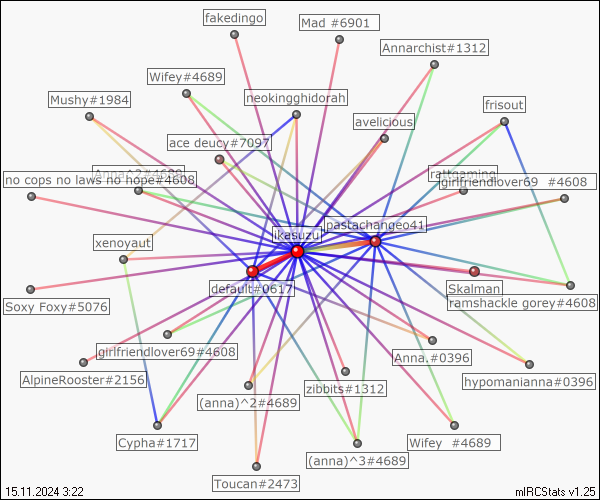 fakedingo
Mad #6901
Annarchist#1312
Wifey#4689
neokingghidorah
Mushy#1984
frisout
avelicious
ace deucy#7097
Anna^2#4689
rattgaming
no cops no laws no hope#4608
girlfriendlover69 #4608
pastachangeo41
ikesuzu
xenoyaut
default#0617
Skalman
ramshackle gorey#4608
Soxy Foxy#5076
girlfriendlover69#4608
Anna.#0396
AlpineRooster#2156
hypomanianna#0396
zibbits#1312
(anna)^2#4689
Cypha#1717
Wifey #4689
(anna)^3#4689
Toucan#2473
15.11.2024 3:22
mIRCStats v1.25